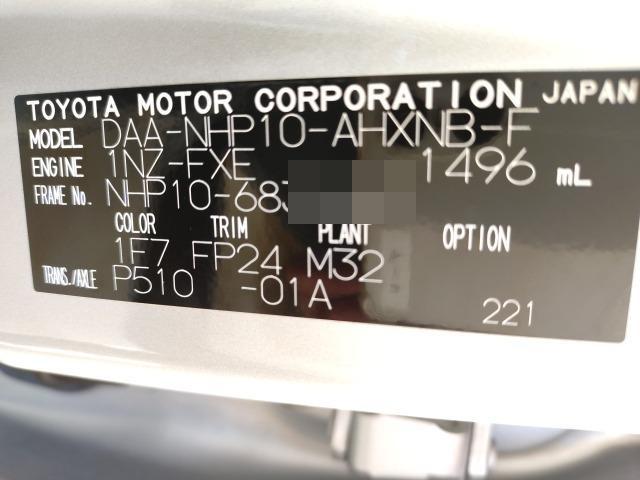 TOYOTA MOTOR CORPORATION JAPAN
MODEL DAA-NHP10-AHXNB-F
ENGINE 1NZ-FXE 1496 mL
FRAME No. NHP10-683
COLOR TRIM PLANT OPTION
1F7 FP24 M32
TRANS./AXLE P510 -01A
221